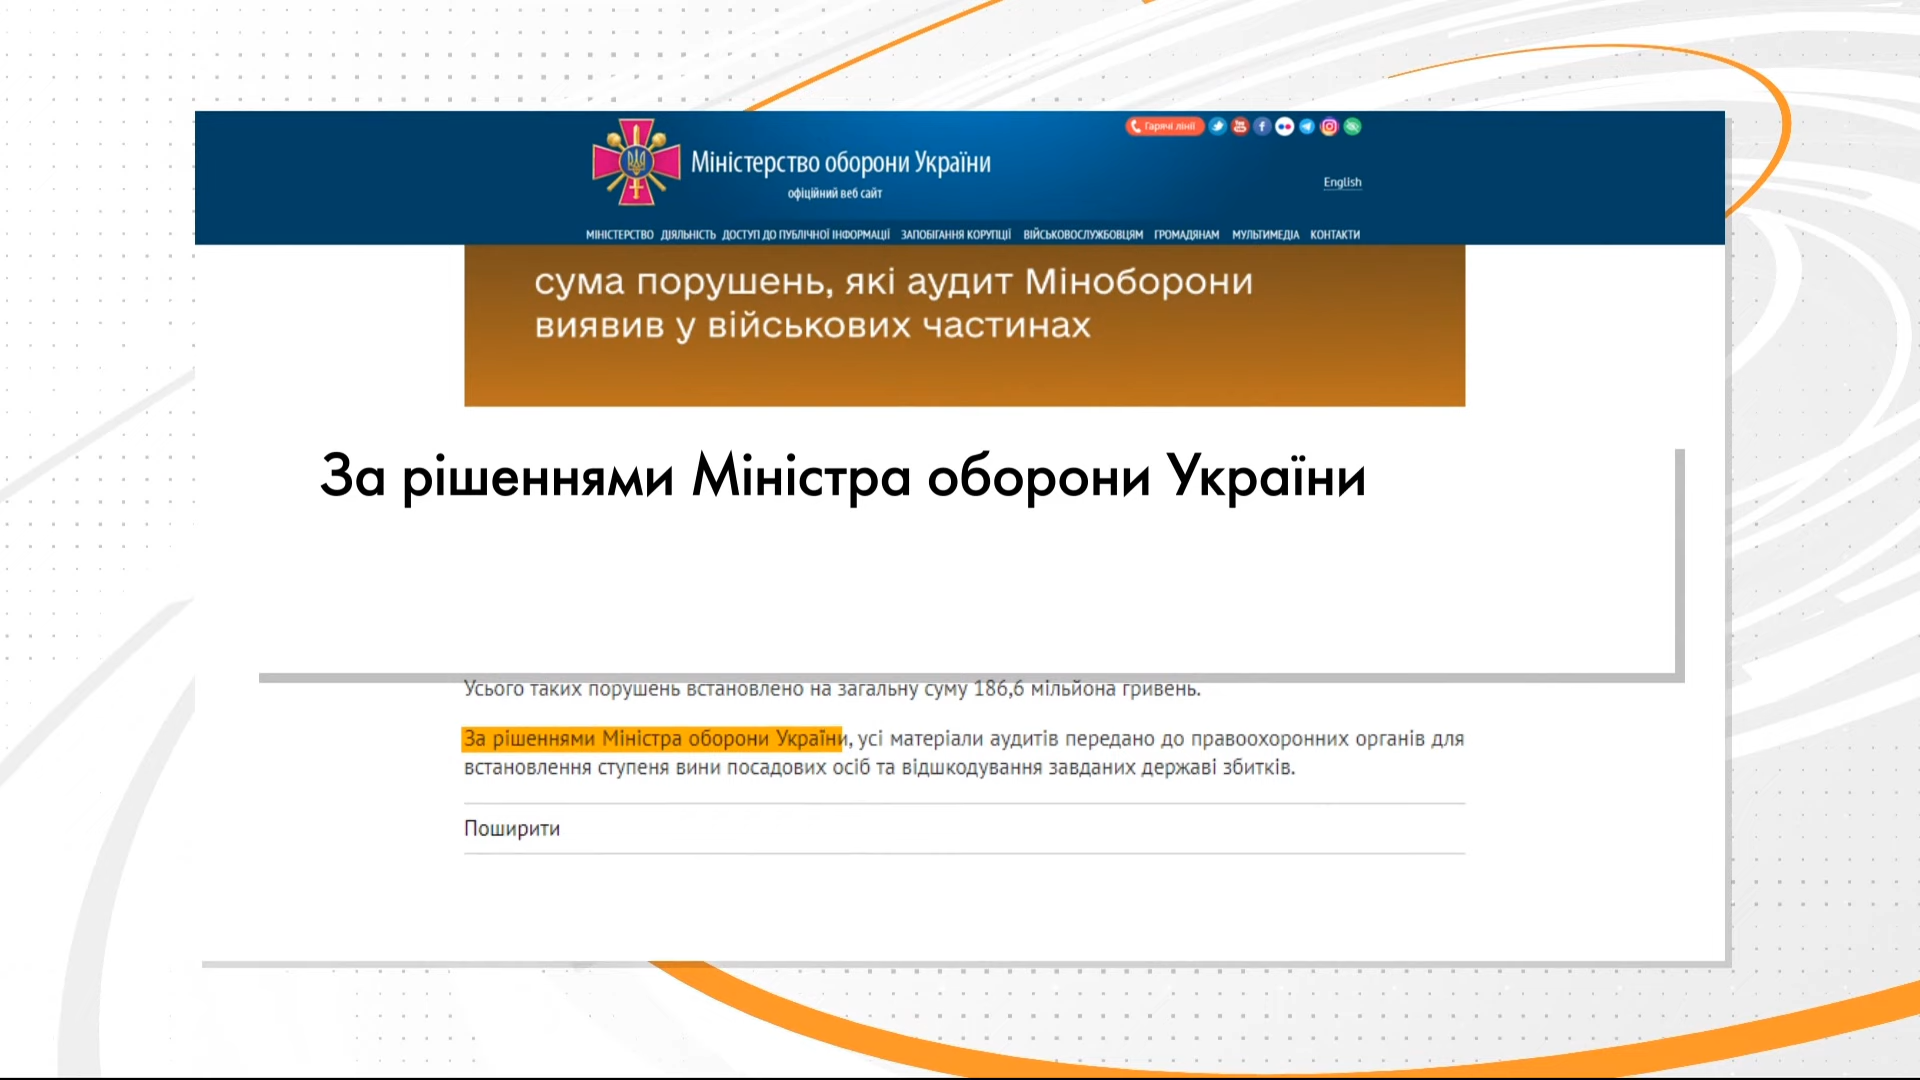 Гарячі лінії
Міністерство оборони України
офіційний веб сайт
English
МІНІСТЕРСТВО ДІЯЛЬНІСТЬ ДОСТУП ДО ПУБЛІЧНОЇ ІНФОРМАЦІЇ ЗАПОБІГАННЯ КОРУПЦІЇ ВІЙСЬКОВОСЛУЖБОВЦЯМ ГРОМАДЯНАМ МУЛЬТИМЕДІА КОНТАКТИ
сума порушень, які аудит Міноборони
виявив у військових частинах
За рішеннями Міністра оборони України
Усього таких порушень встановлено на загальну суму 186,6 мільйона гривень.
За рішеннями Міністра оборони України, усі матеріали аудитів передано до правоохоронних органів для
встановлення ступеня вини посадових осіб та відшкодування завданих державі збитків.
Поширити